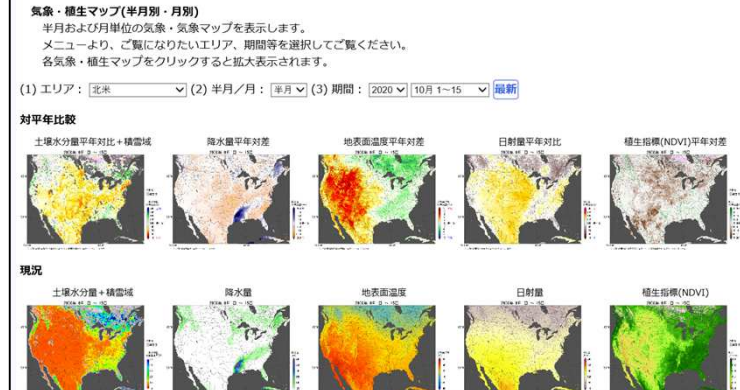 気象・植生マップ(半月別・月別)
半月および月単位の気象・気象マップを表示します。
メニューより、ご覧になりたいエリア、期間等を選択してご覧ください。
各気象・植生マップをクリックすると拡大表示されます。
(1) エリア： 北米 (2) 半月／月： 半月 (3) 期間： 2020 10月 1～15 最新
対平年比較
土壌水分量平年対比＋積雪域 降水量平年対差 地表面温度平年対差 日射量平年対比 植生指標(NDVI)平年対差
現況
土壌水分量＋積雪域 降水量 地表面温度 日射量 植生指標(NDVI)